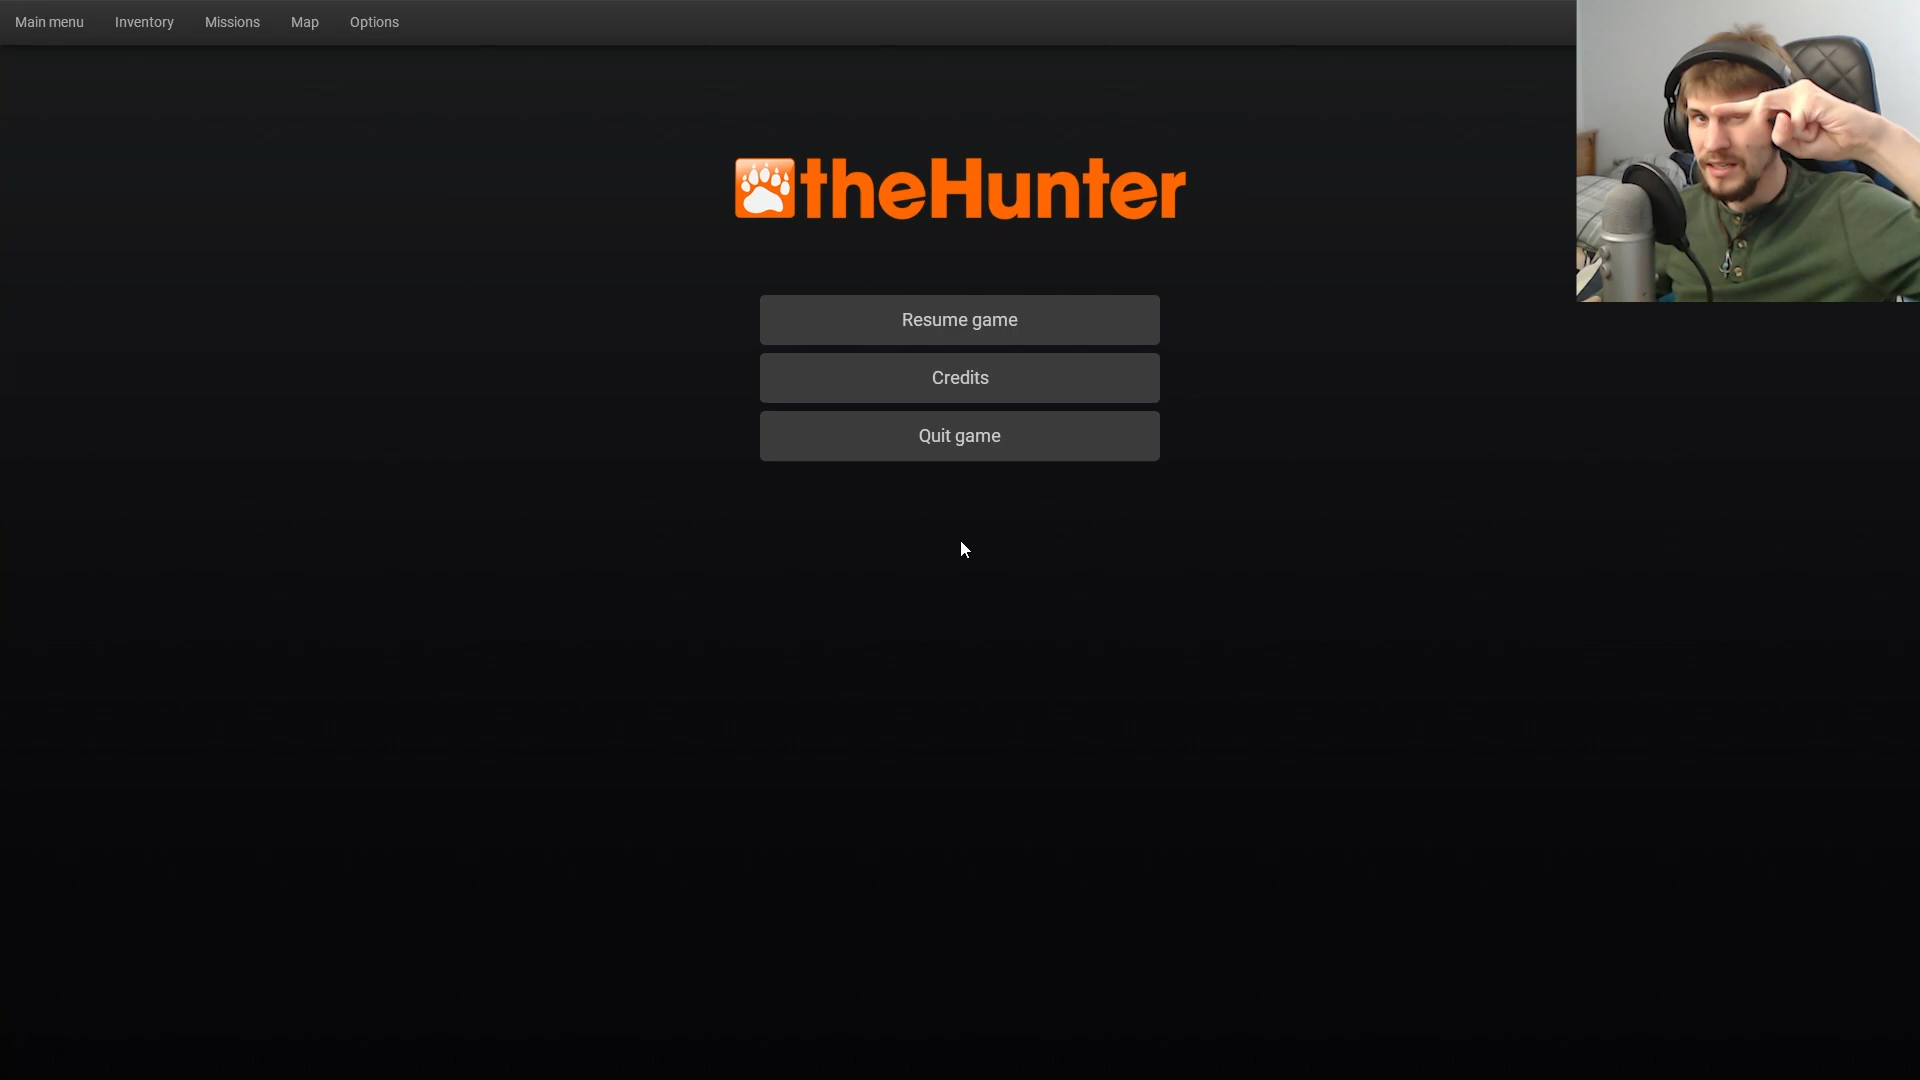 Main menu Inventory Missions Map Options
theHunter
Resume game
Credits
Quit game